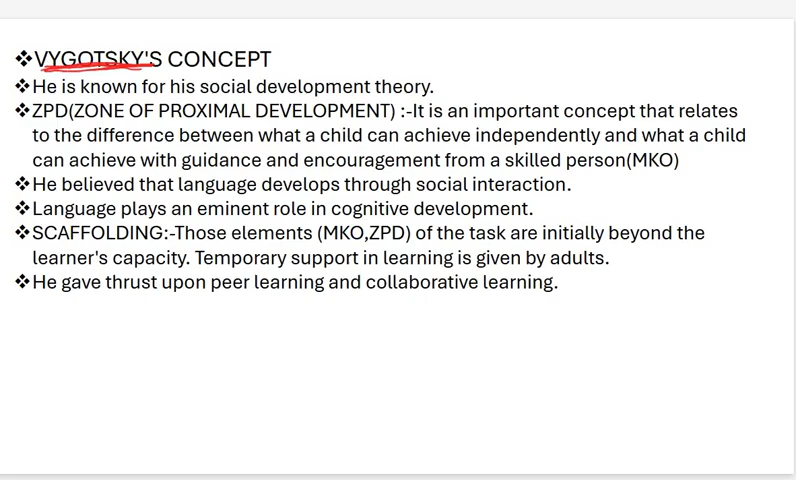 ❖VYGOTSKY'S CONCEPT
❖He is known for his social development theory.
❖ZPD(ZONE OF PROXIMAL DEVELOPMENT) :-It is an important concept that relates
to the difference between what a child can achieve independently and what a child
can achieve with guidance and encouragement from a skilled person(MKO)
❖He believed that language develops through social interaction.
❖Language plays an eminent role in cognitive development.
❖SCAFFOLDING:-Those elements (MKO,ZPD) of the task are initially beyond the
learner's capacity. Temporary support in learning is given by adults.
❖He gave thrust upon peer learning and collaborative learning.